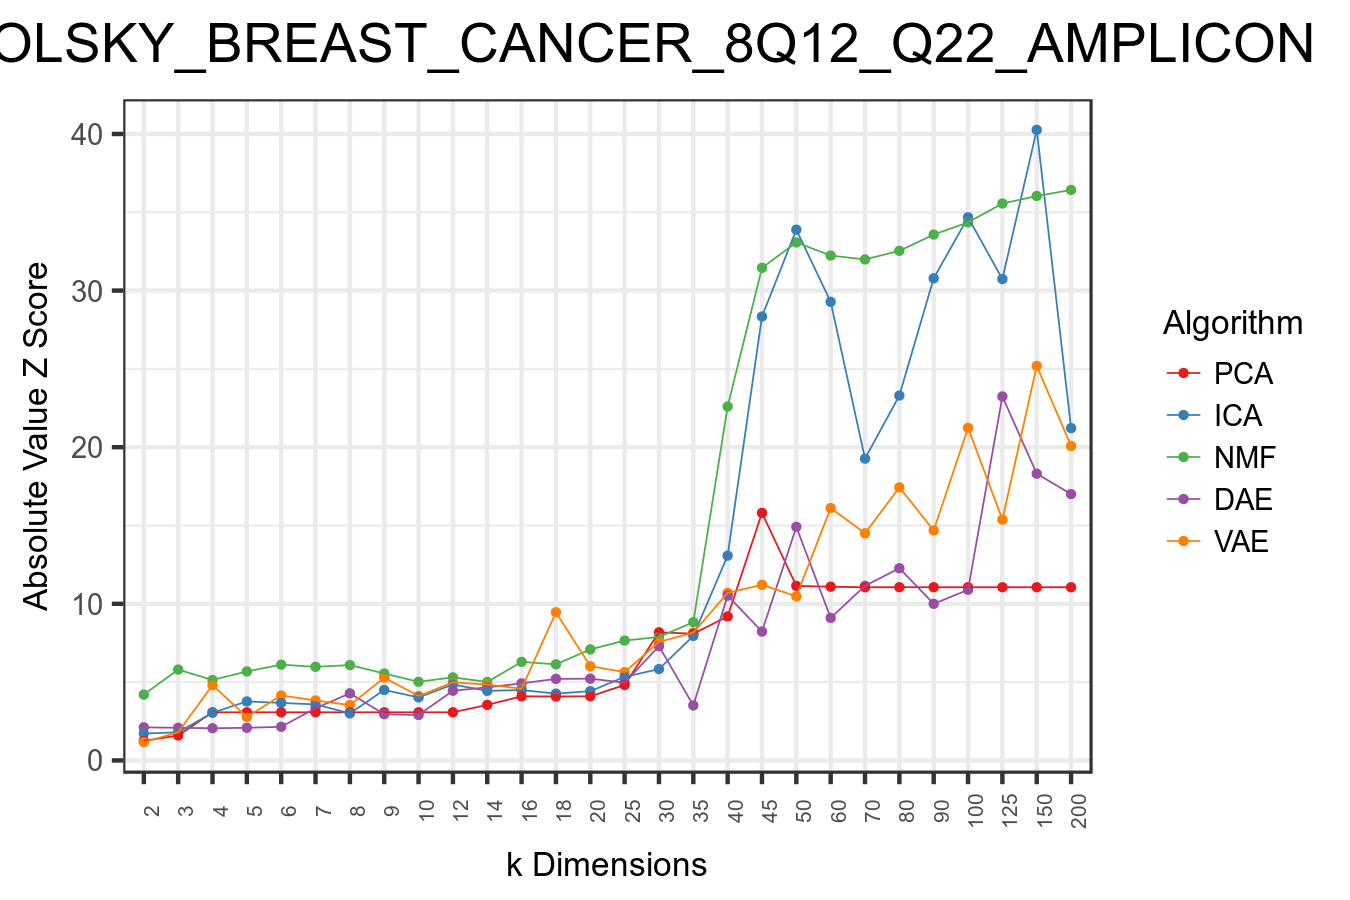 OLSKY_BREAST_CANCER_8Q12_Q22_AMPLICON
40
30
20
10
0
Absolute Value Z Score
2 3 4 5 6 7 8 9 10 12 14 16 18 20 25 30 35 40 45 50 60 70 80 90 100 125 150 200
k Dimensions
Algorithm
PCA
ICA
NMF
DAE
VAE